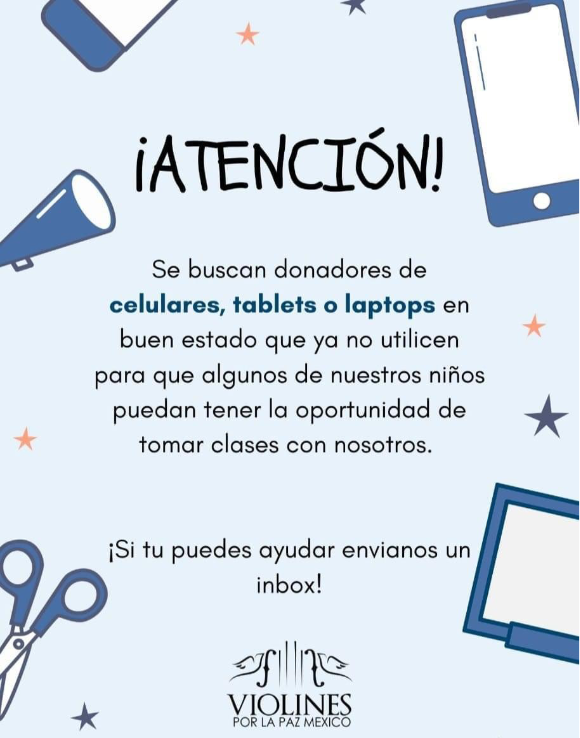 ¡ATENCIÓN!
Se buscan donadores de
celulares, tablets o laptops en
buen estado que ya no utilicen
para que algunos de nuestros niños
puedan tener la oportunidad de
tomar clases con nosotros.
¡Si tu puedes ayudar envianos un
inbox!
VIOLINES
POR LA PAZ MEXICO